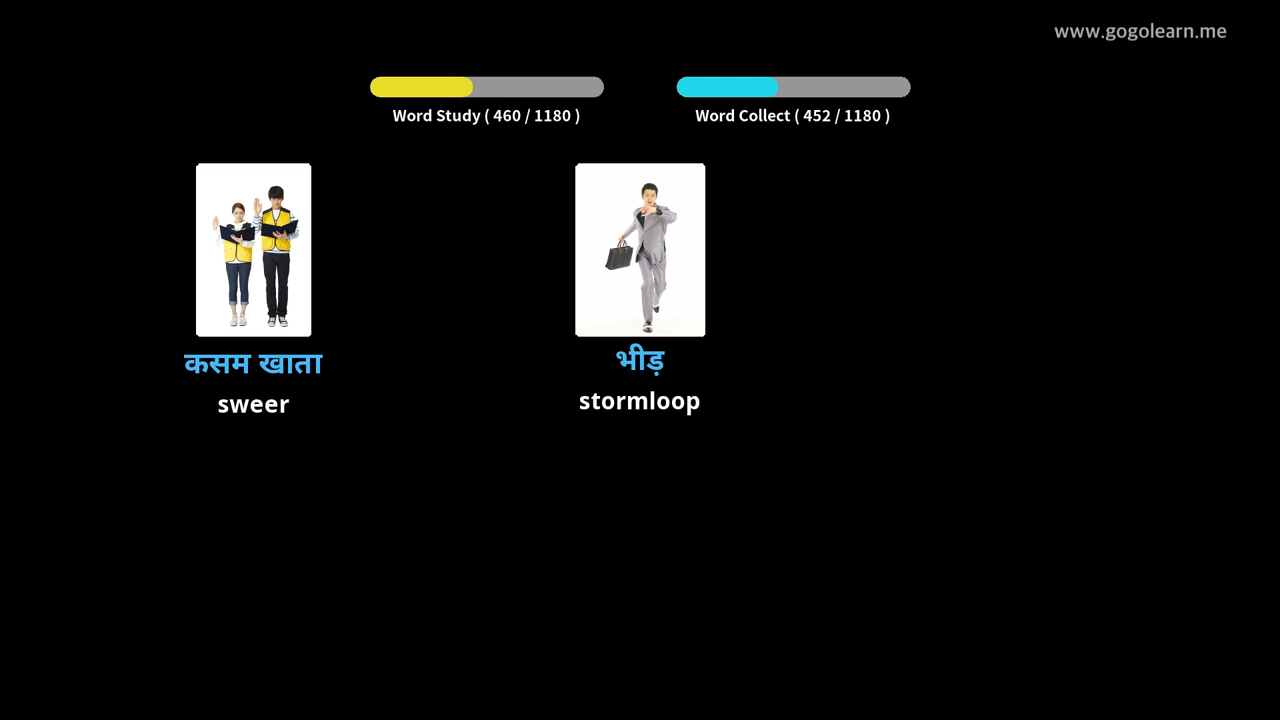 www.gogolearn.me
Word Study ( 460 / 1180 )
Word Collect ( 452 / 1180 )
कसम खाता
sweer
भीड़
stormloop